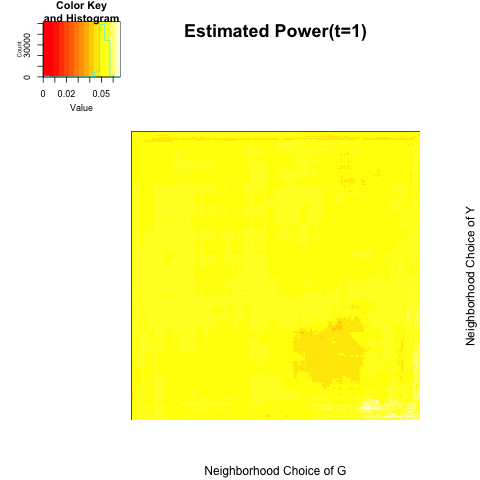 Color Key
and Histogram
Estimated Power(t=1)
Count
0 30000
0 0.02 0.05
Value
Neighborhood Choice of Y
Neighborhood Choice of G